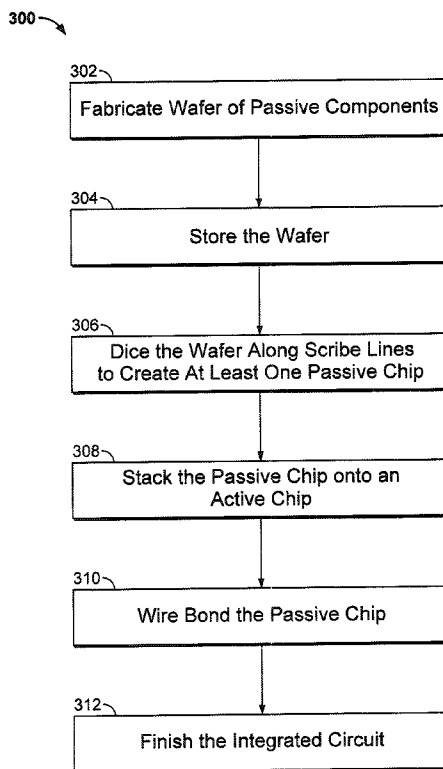 300
302
Fabricate Wafer of Passive Components
304
Store the Wafer
306
Dice the Wafer Along Scribe Lines
to Create At Least One Passive Chip
308
Stack the Passive Chip onto an
Active Chip
310
Wire Bond the Passive Chip
312
Finish the Integrated Circuit